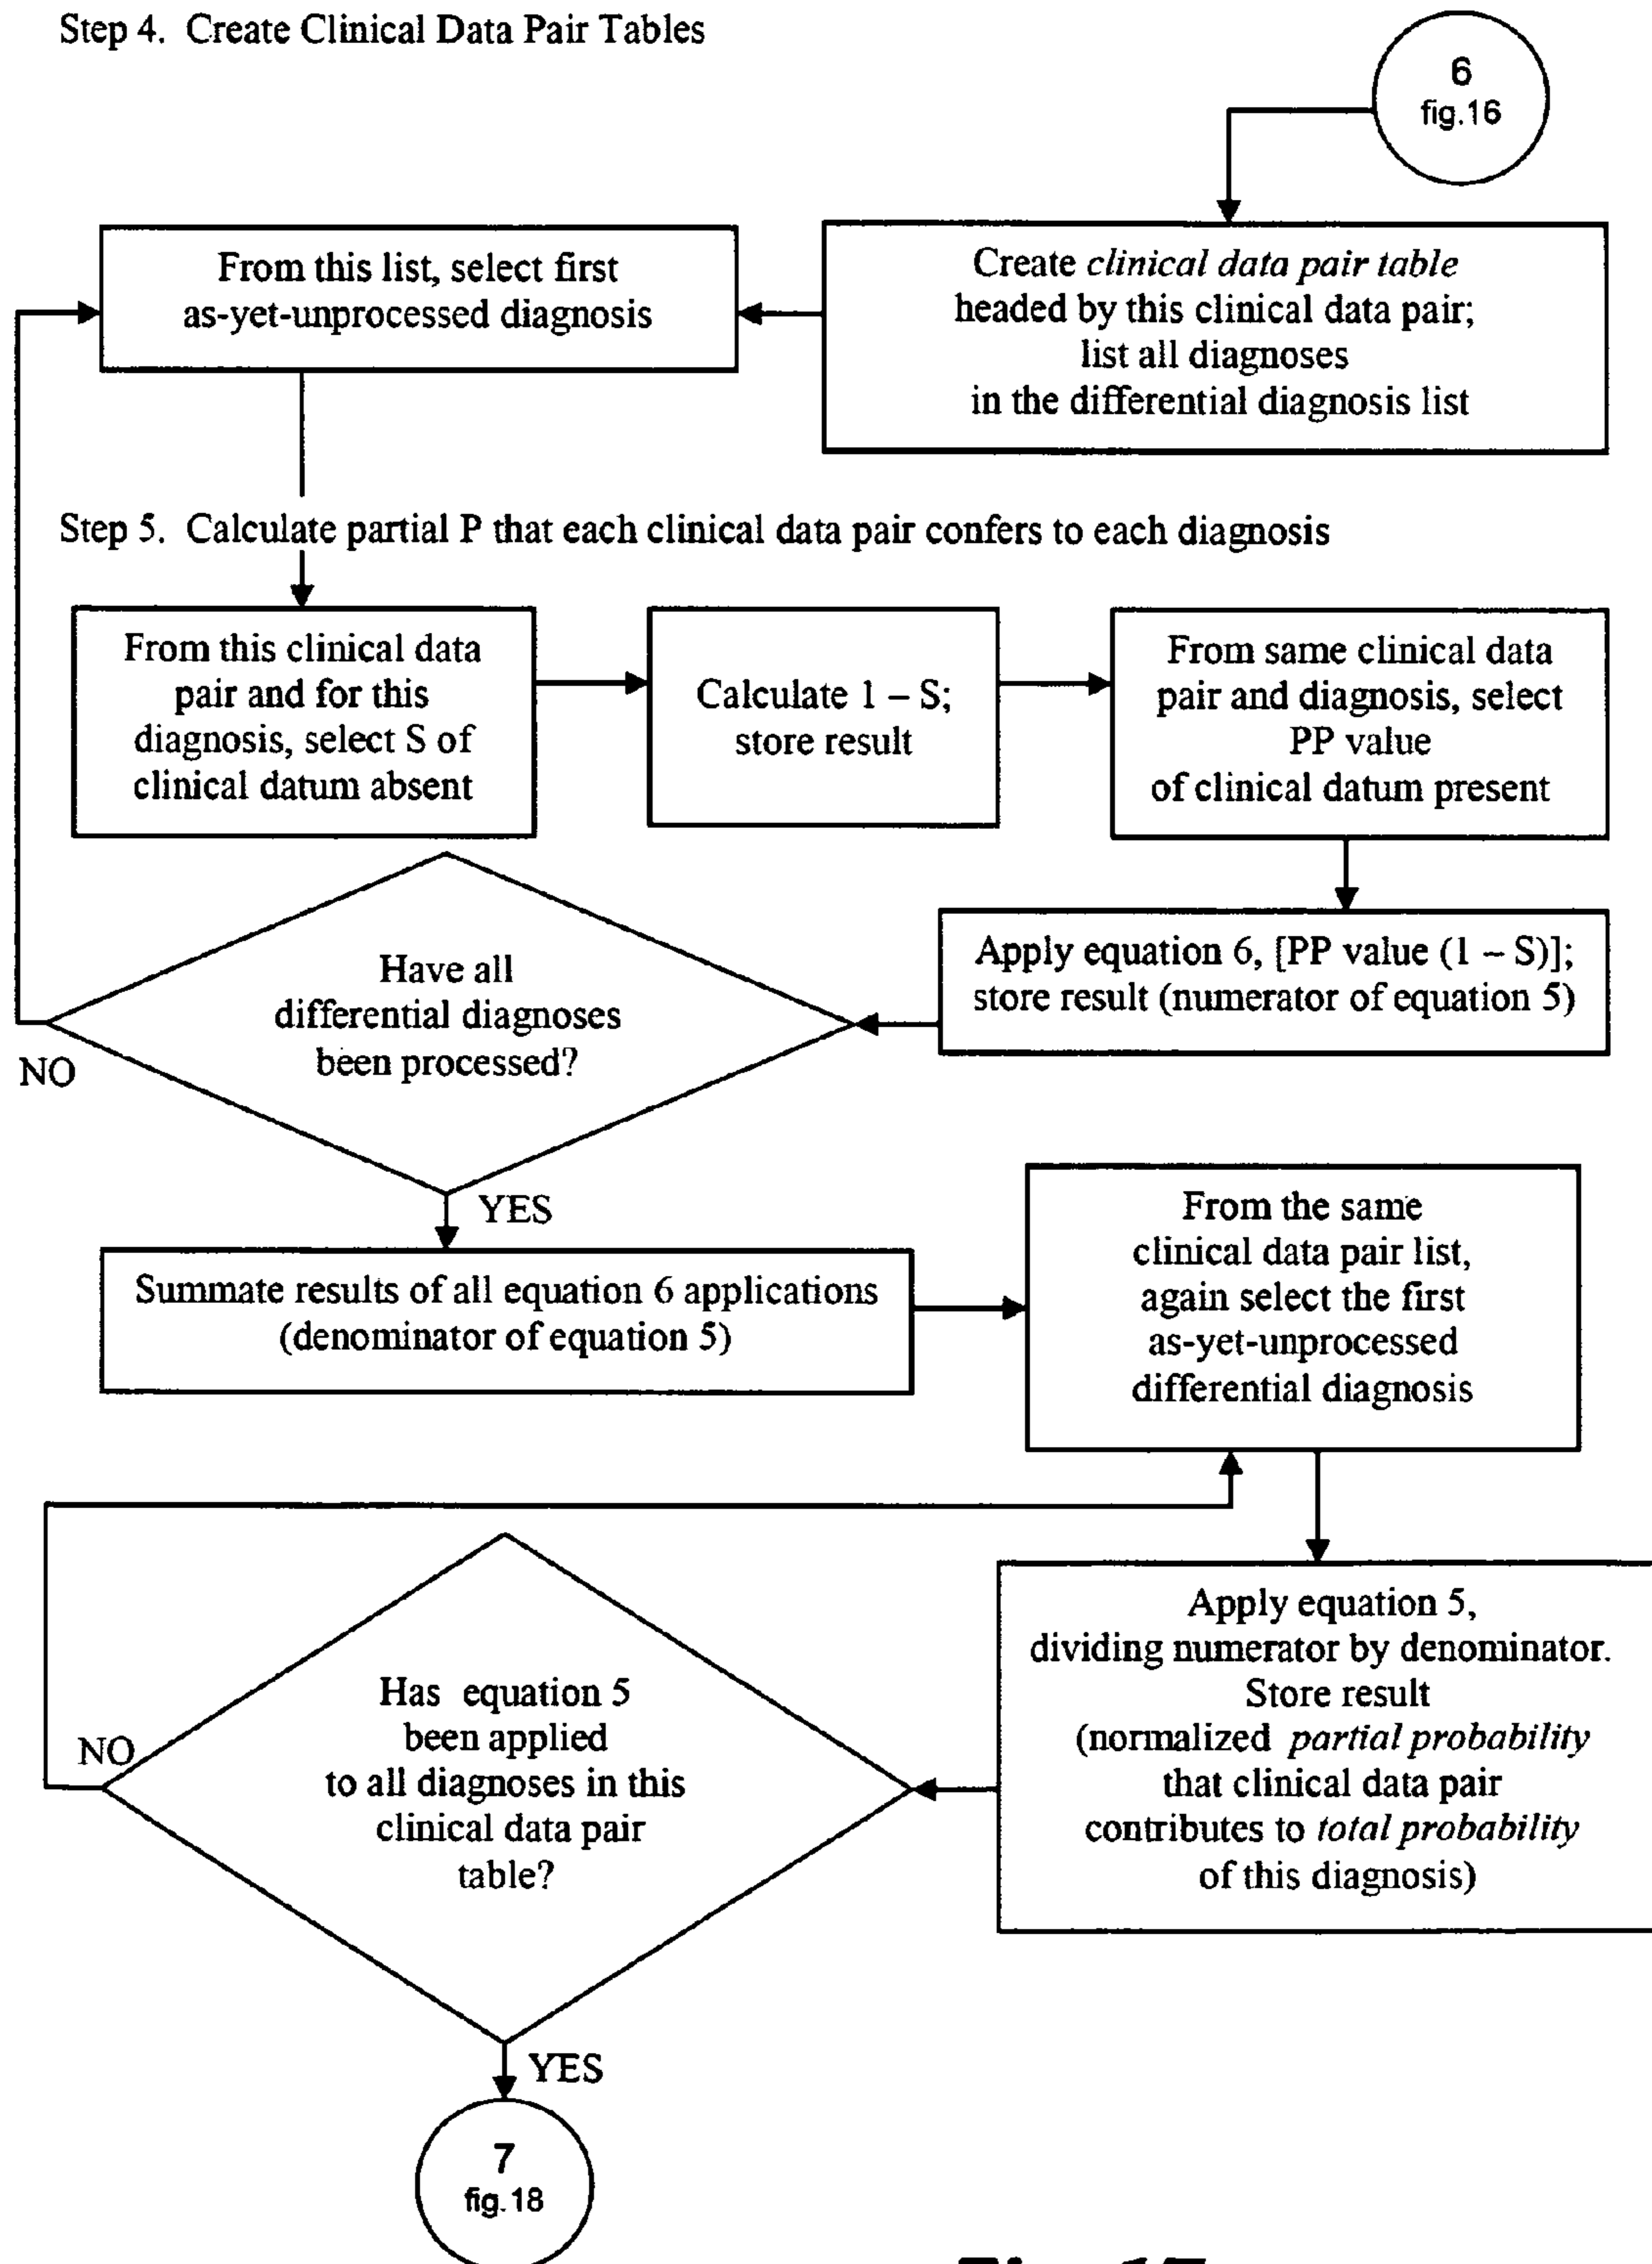 Step 4. Create Clinical Data Pair Tables
6
fig.16
From this list, select first
as-yet-unprocessed diagnosis
Create clinical data pair table
headed by this clinical data pair;
list all diagnoses
in the differential diagnosis list
Step 5. Calculate partial P that each clinical data pair confers to each diagnosis
From this clinical data
pair and for this
diagnosis, select S of
clinical datum absent
Calculate 1 – S;
store result
From same clinical data
pair and diagnosis, select
PP value
of clinical datum present
Apply equation 6, [PP value (1 – S)];
store result (numerator of equation 5)
Have all
differential diagnoses
been processed?
NO
YES
Summate results of all equation 6 applications
(denominator of equation 5)
From the same
clinical data pair list,
again select the first
as-yet-unprocessed
differential diagnosis
Apply equation 5,
dividing numerator by denominator.
Store result
(normalized partial probability
that clinical data pair
contributes to total probability
of this diagnosis)
Has equation 5
been applied
to all diagnoses in this
clinical data pair
table?
NO
YES
7
fig.18